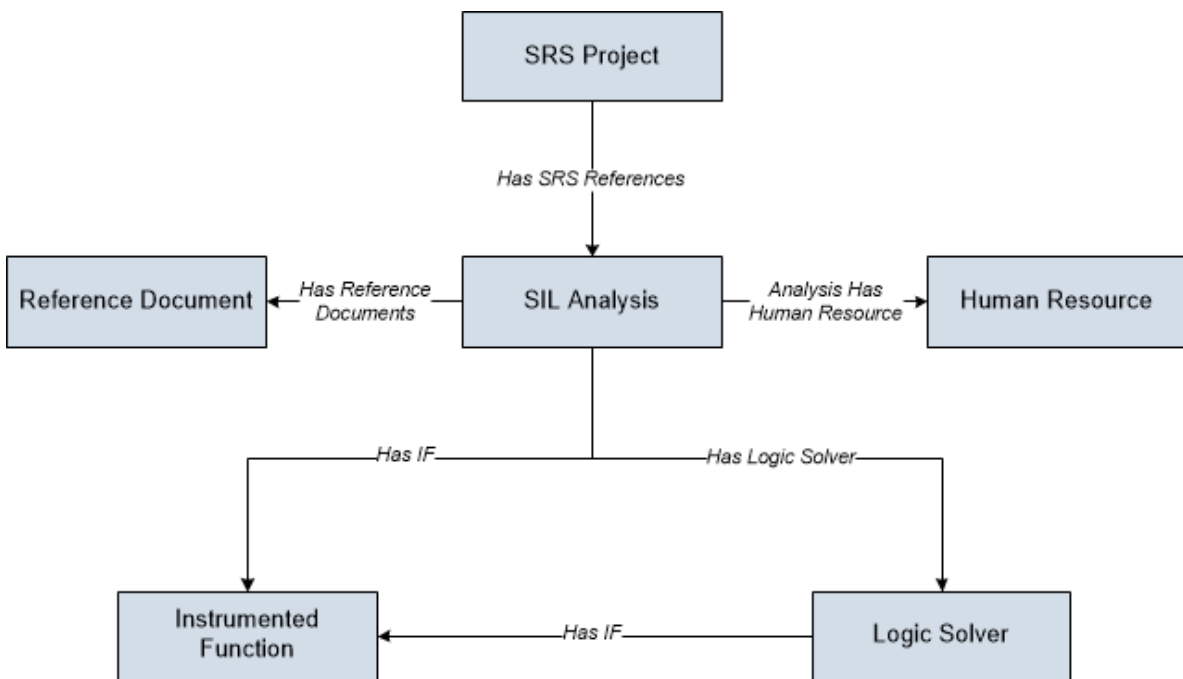 SRS Project
Has SRS References
Reference Document
Has Reference
Documents
SIL Analysis
Analysis Has
Human Resource
Human Resource
Has IF
Has Logic Solver
Instrumented
Function
Has IF
Logic Solver